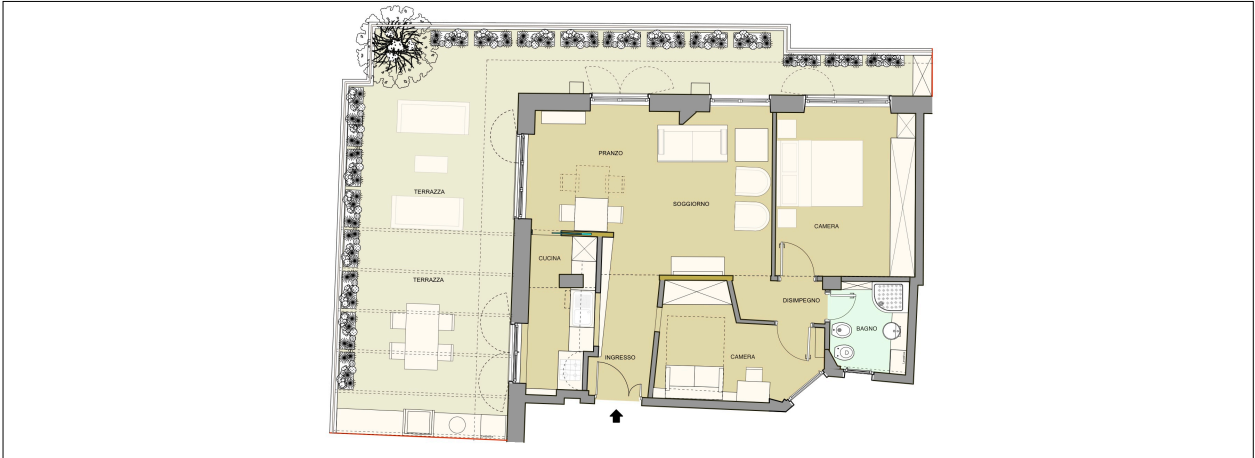 PRANZO
TERRAZZA
SOGGIORNO
CAMERA
CUCINA
TERRAZZA
DISIMPEGNO
BAGNO
INGRESSO
CAMERA